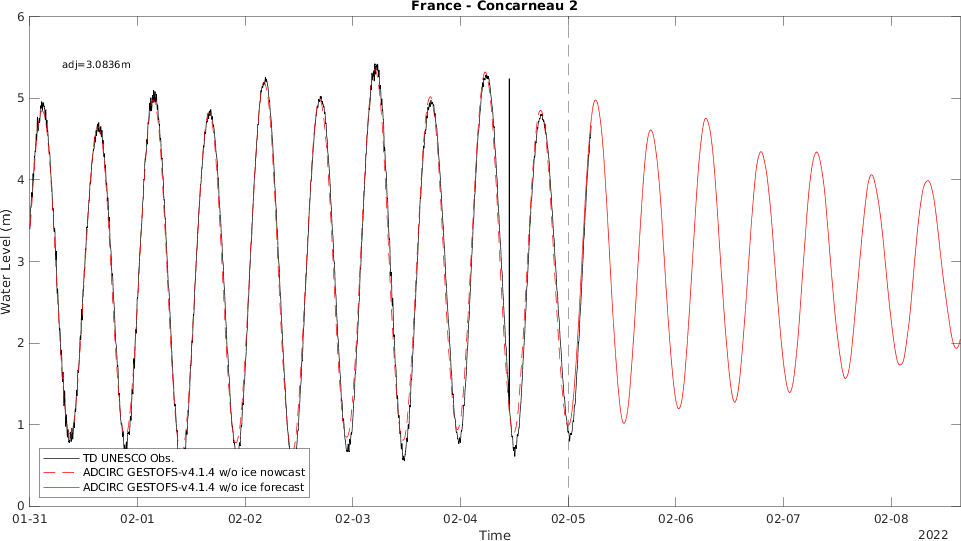 France - Concarneau 2
adj=3.0836m
6
5
4
3
2
1
0
Water Level (m)
TD UNESCO Obs.
ADCIRC GESTOFS-v4.1.4 w/o ice nowcast
ADCIRC GESTOFS-v4.1.4 w/o ice forecast
01-31 02-01 02-02 02-03 02-04 02-05 02-06 02-07 02-08
Time
2022